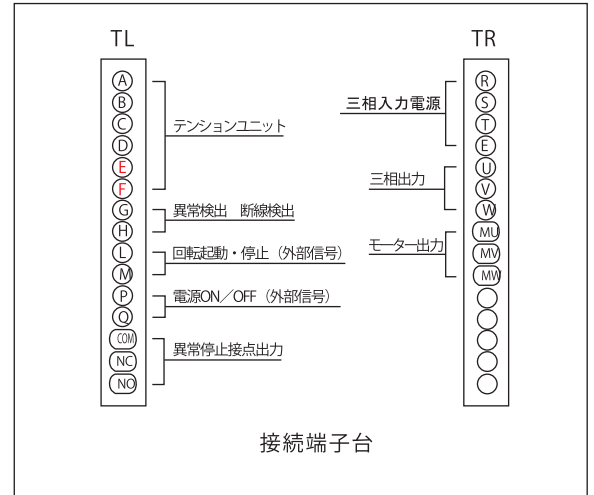 TL
A
B
C
D
E
F
G
H
L
M
P
Q
COM
NC
NO
テンションユニット
異常検出 断線検出
回転起動・停止（外部信号）
電源ON／OFF（外部信号）
異常停止接点出力
TR
三相入力電源
三相出力
モーター出力
R
S
T
E
U
V
W
MU
MV
MW
接続端子台